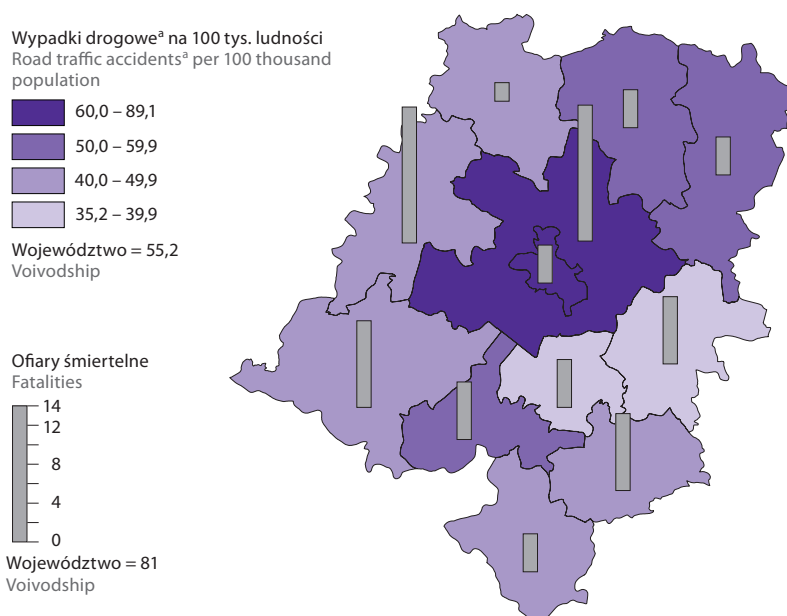 Wypadki drogoweᵃ na 100 tys. ludności
Road traffic accidentsᵃ per 100 thousand
population
60,0 – 89,1
50,0 – 59,9
40,0 – 49,9
35,2 – 39,9
Województwo = 55,2
Voivodship
Ofiary śmiertelne
Fatalities
14
12
8
4
0
Województwo = 81
Voivodship